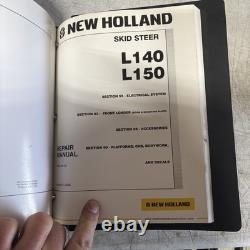 NEW HOLLAND
SKID STEER
L140
L150
SECTION 55 - ELECTRICAL SYSTEM
SECTION 82 - FRONT LOADER
SECTION 88 - ACCESSORIES
SECTION 90 - PLATFORMS, CAB, BODYWORK,
AND DECALS
REPAIR
MANUAL
NEW HOLLAND